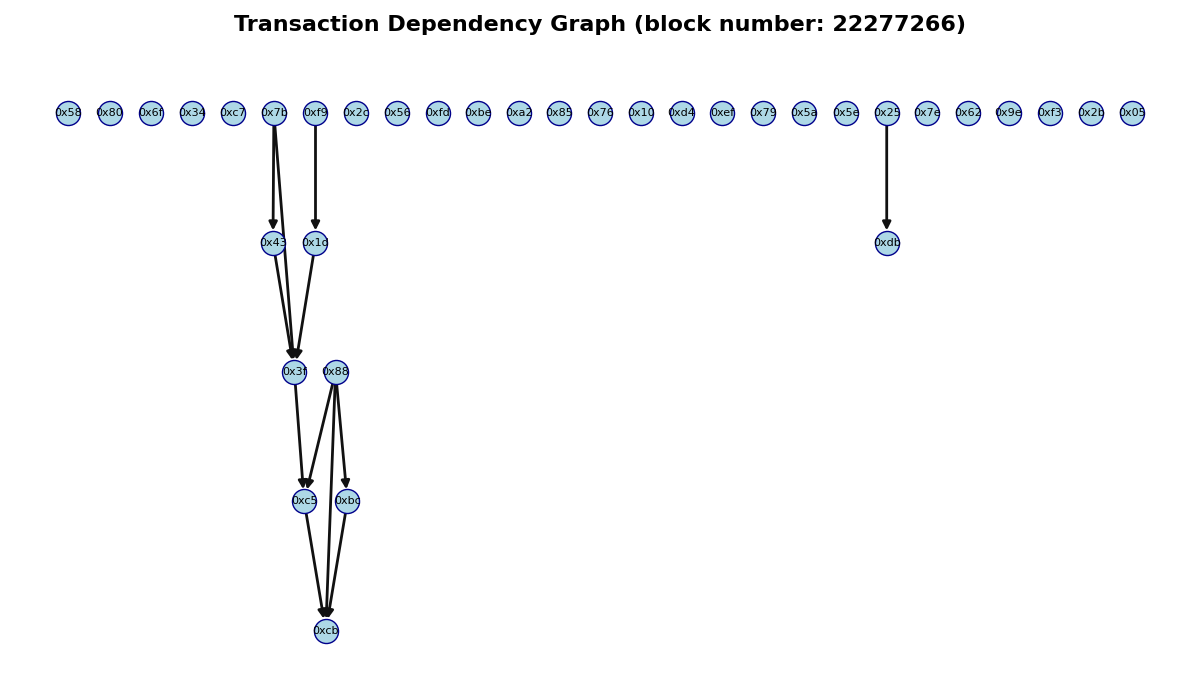 Transaction Dependency Graph (block number: 22277266)
0x58 0x80 0x6f 0x34 0xc7 0x7b 0xf9 0x2c 0x56 0xfd 0xbe 0xa2 0x85 0x76 0x10 0xd4 0xef 0x79 0x5a 0x5e 0x25 0x7e 0x62 0x9e 0xf3 0x2b 0x05
0x43 0x1d 0xdb
0x3f 0x88
0xc5 0xbc
0xcb